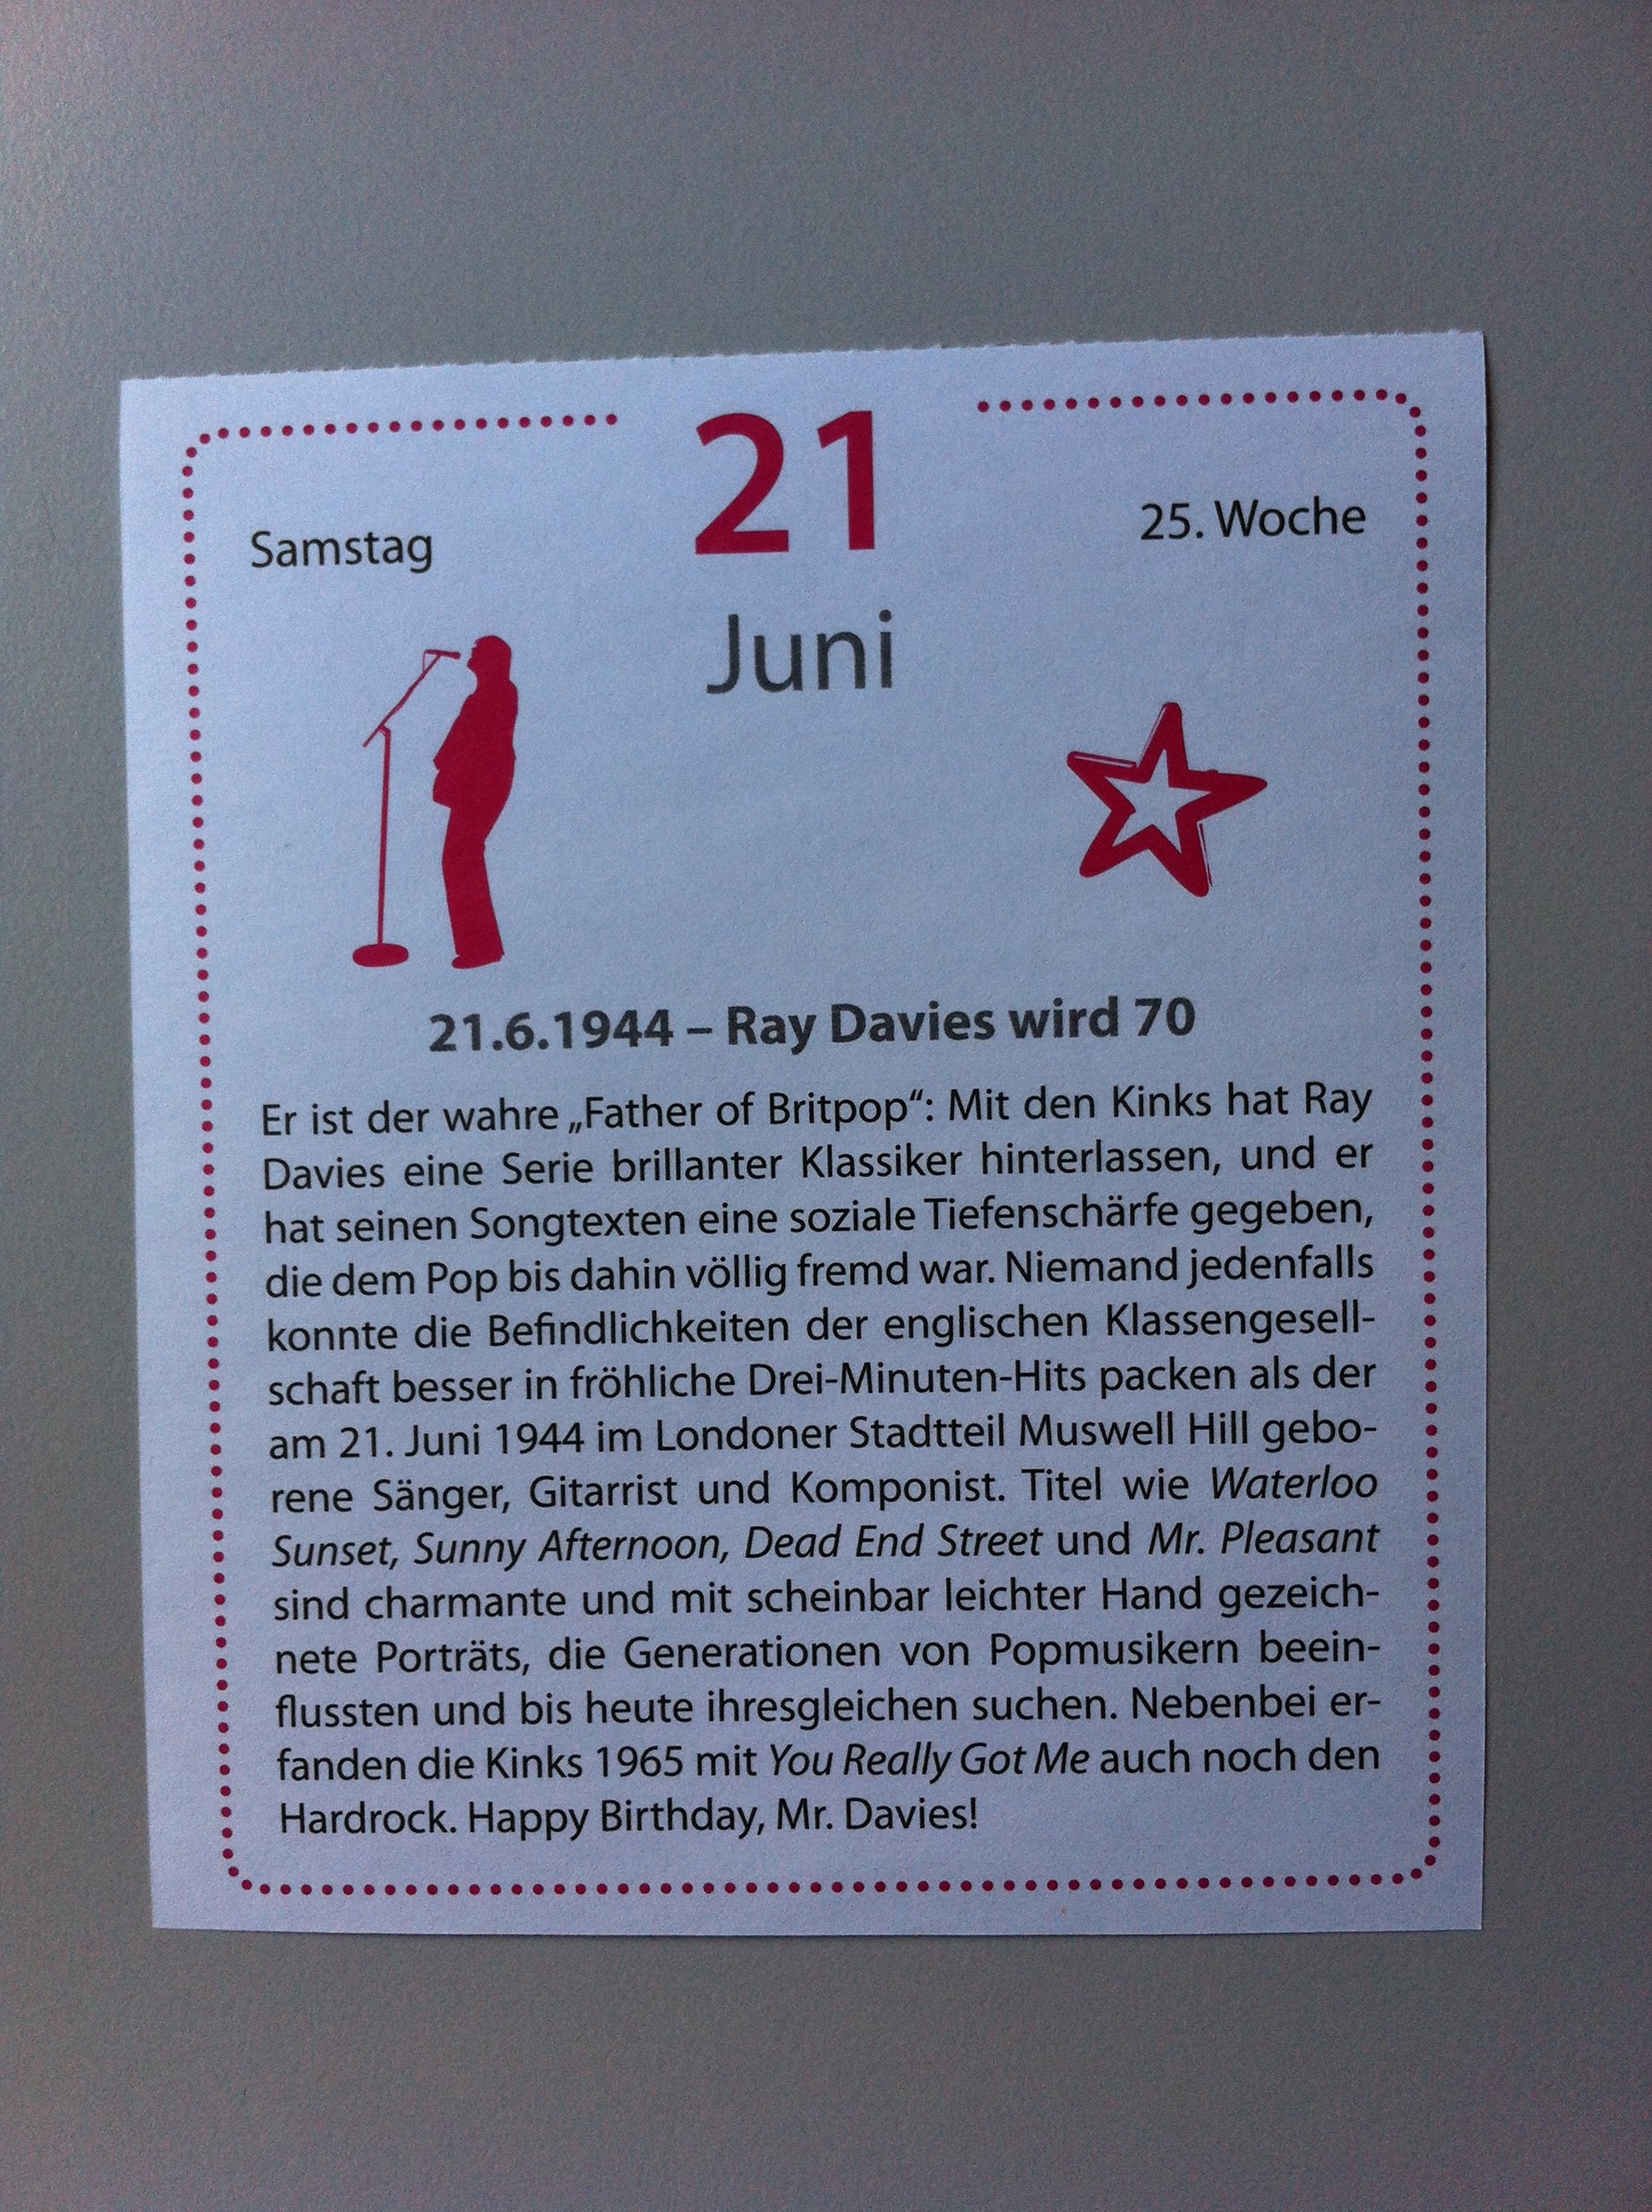 21
Samstag
25. Woche
Juni
21.6.1944 – Ray Davies wird 70
Er ist der wahre „Father of Britpop“: Mit den Kinks hat Ray
Davies eine Serie brillanter Klassiker hinterlassen, und er
hat seinen Songtexten eine soziale Tiefenschärfe gegeben,
die dem Pop bis dahin völlig fremd war. Niemand jedenfalls
konnte die Befindlichkeiten der englischen Klassengesell-
schaft besser in fröhliche Drei-Minuten-Hits packen als der
am 21. Juni 1944 im Londoner Stadtteil Muswell Hill gebo-
rene Sänger, Gitarrist und Komponist. Titel wie Waterloo
Sunset, Sunny Afternoon, Dead End Street und Mr. Pleasant
sind charmante und mit scheinbar leichter Hand gezeich-
nete Porträts, die Generationen von Popmusikern beein-
flussten und bis heute ihresgleichen suchen. Nebenbei er-
fanden die Kinks 1965 mit You Really Got Me auch noch den
Hardrock. Happy Birthday, Mr. Davies!